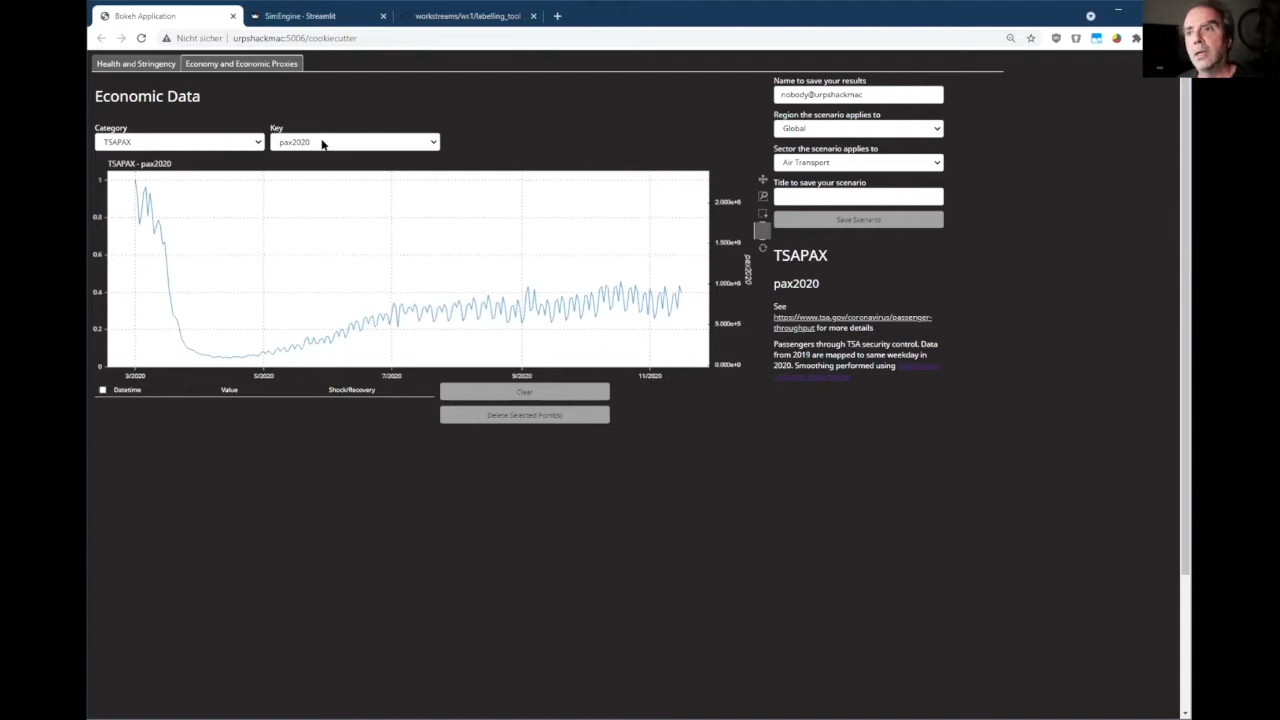 Bokeh Application
SimEngine · Streamlit
workstreams/ws1/labelling_tool
Nicht sicher
urpshackmac:5006/cookiecutter
Health and Stringency
Economy and Economic Proxies
Economic Data
Category
Key
TSAPAX
pax2020
TSAPAX - pax2020
1
0.8
0.6
0.4
0.2
0
2.000e+6
1.500e+6
1.000e+6
5.000e+5
0.000e+0
pax2020
3/2020
5/2020
7/2020
9/2020
11/2020
Datetime
Value
Shock/Recovery
Clear
Delete Selected Point(s)
Name to save your results
nobody@urpshackmac
Region the scenario applies to
Global
Sector the scenario applies to
Air Transport
Title to save your scenario
Save Scenario
TSAPAX
pax2020
See
https://www.tsa.gov/coronavirus/passenger-
throughput for more details
Passengers through TSA security control. Data
from 2019 are mapped to same weekday in
2020. Smoothing performed using